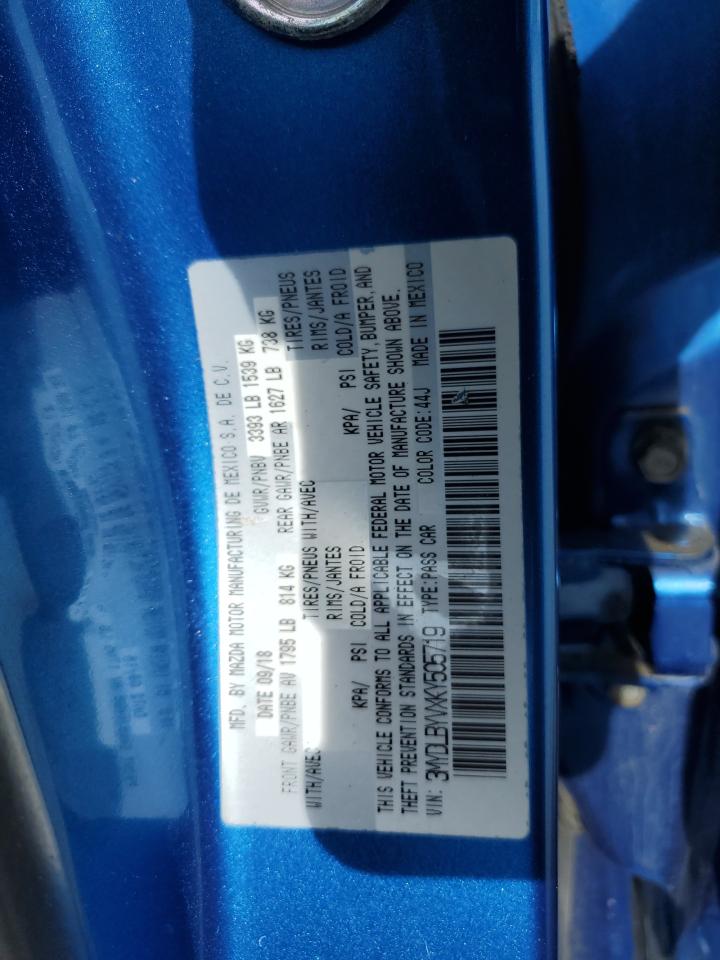 MFD. BY MAZDA MOTOR MANUFACTURING DE MEXICO S.A. DE C.V.
DATE 09/18 GVWR/PNBV 3393 LB 1539 KG
FRONT GAWR/PNBE AV 1795 LB 814 KG REAR GAWR/PNBE AR 1627 LB 738 KG
WITH/AVEC TIRES/PNEUS WITH/AVEC TIRES/PNEUS
RIMS/JANTES RIMS/JANTES
KPA/ PSI COLD/A FROID KPA/ PSI COLD/A FROID
THIS VEHICLE CONFORMS TO ALL APPLICABLE FEDERAL MOTOR VEHICLE SAFETY, BUMPER, AND
THEFT PREVENTION STANDARDS IN EFFECT ON THE DATE OF MANUFACTURE SHOWN ABOVE.
VIN: 3MYDLBYVXKY505719 TYPE:PASS CAR COLOR CODE:44J MADE IN MEXICO